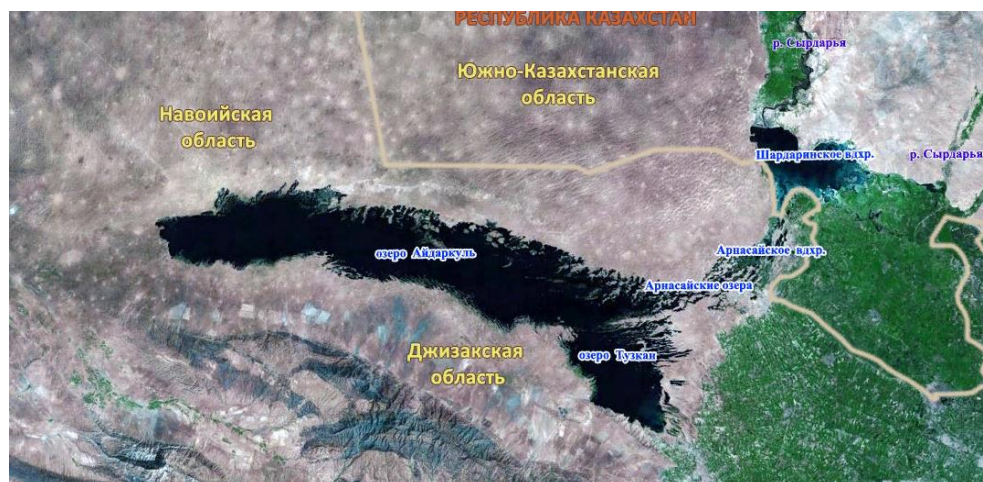 РЕСПУБЛИКА КАЗАХСТАН
р. Сырдарья
Южно-Казахстанская
область
Навоийская
область
Шардаринское вдхр.
р. Сырдарья
озеро Айдаркуль
Арнасайское вдхр.
Арнасайские озера
озеро Тузкан
Джизакская
область